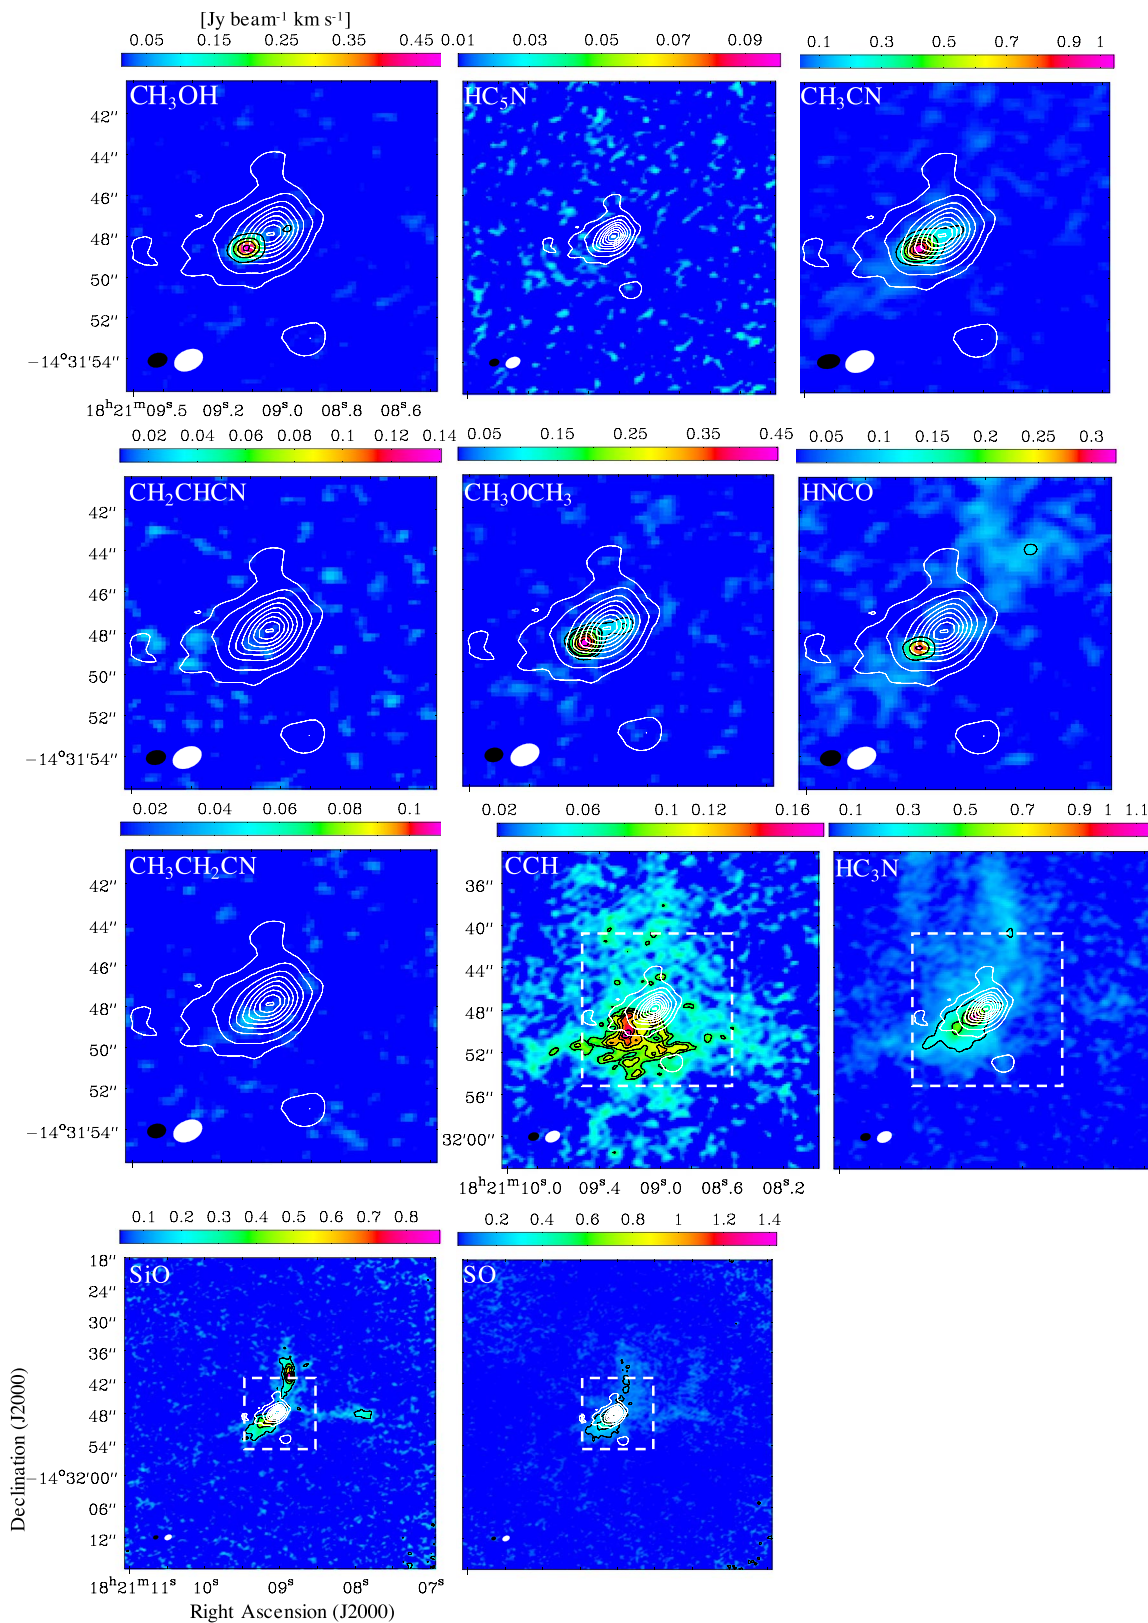 [Jy beam⁻¹ km s⁻¹]
0.05 0.15 0.25 0.35 0.45 0.01 0.03 0.05 0.07 0.09 0.1 0.3 0.5 0.7 0.9 1
CH₃OH HC₅N CH₃CN
42″
44″
46″
48″
50″
52″
−14°31′54″
18ʰ21ᵐ09ˢ.5 09ˢ.2 09ˢ.0 08ˢ.8 08ˢ.6
0.02 0.04 0.06 0.08 0.1 0.12 0.14 0.05 0.15 0.25 0.35 0.45 0.05 0.1 0.15 0.2 0.25 0.3
CH₂CHCN CH₃OCH₃ HNCO
42″
44″
46″
48″
50″
52″
−14°31′54″
0.02 0.04 0.06 0.08 0.1 0.02 0.06 0.1 0.12 0.16 0.1 0.3 0.5 0.7 0.9 1 1.1
CH₃CH₂CN CCH HC₃N
42″
44″
46″
48″
50″
52″
−14°31′54″
36″
40″
44″
48″
52″
56″
32′00″
18ʰ21ᵐ10ˢ.0 09ˢ.4 09ˢ.0 08ˢ.6 08ˢ.2
0.1 0.2 0.3 0.4 0.5 0.6 0.7 0.8 0.2 0.4 0.6 0.8 1 1.2 1.4
SiO SO
18″
24″
30″
36″
42″
48″
54″
−14°32′00″
06″
12″
18ʰ21ᵐ11ˢ 10ˢ 09ˢ 08ˢ 07ˢ
Declination (J2000)
Right Ascension (J2000)